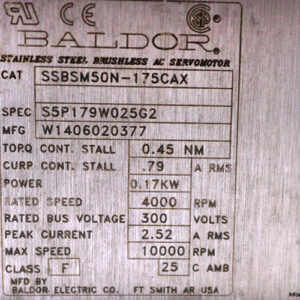 BALDOR
STAINLESS STEEL BRUSHLESS AC SERVOMOTOR
CAT SSBSM50N-175CAX
SPEC S5P179W025G2
MFG W1406020377
TORQ CONT. STALL 0.45 NM
CURP CONT. STALL .79 A RMS
POWER 0.17KW
RATED SPEED 4000 RPM
RATED BUS VOLTAGE 300 VOLTS
PEAK CURRENT 2.52 A RMS
MAX SPEED 10000 RPM
CLASS F 25 C AMB
MFD BY
BALDOR ELECTRIC CO. FT SMITH AR USA